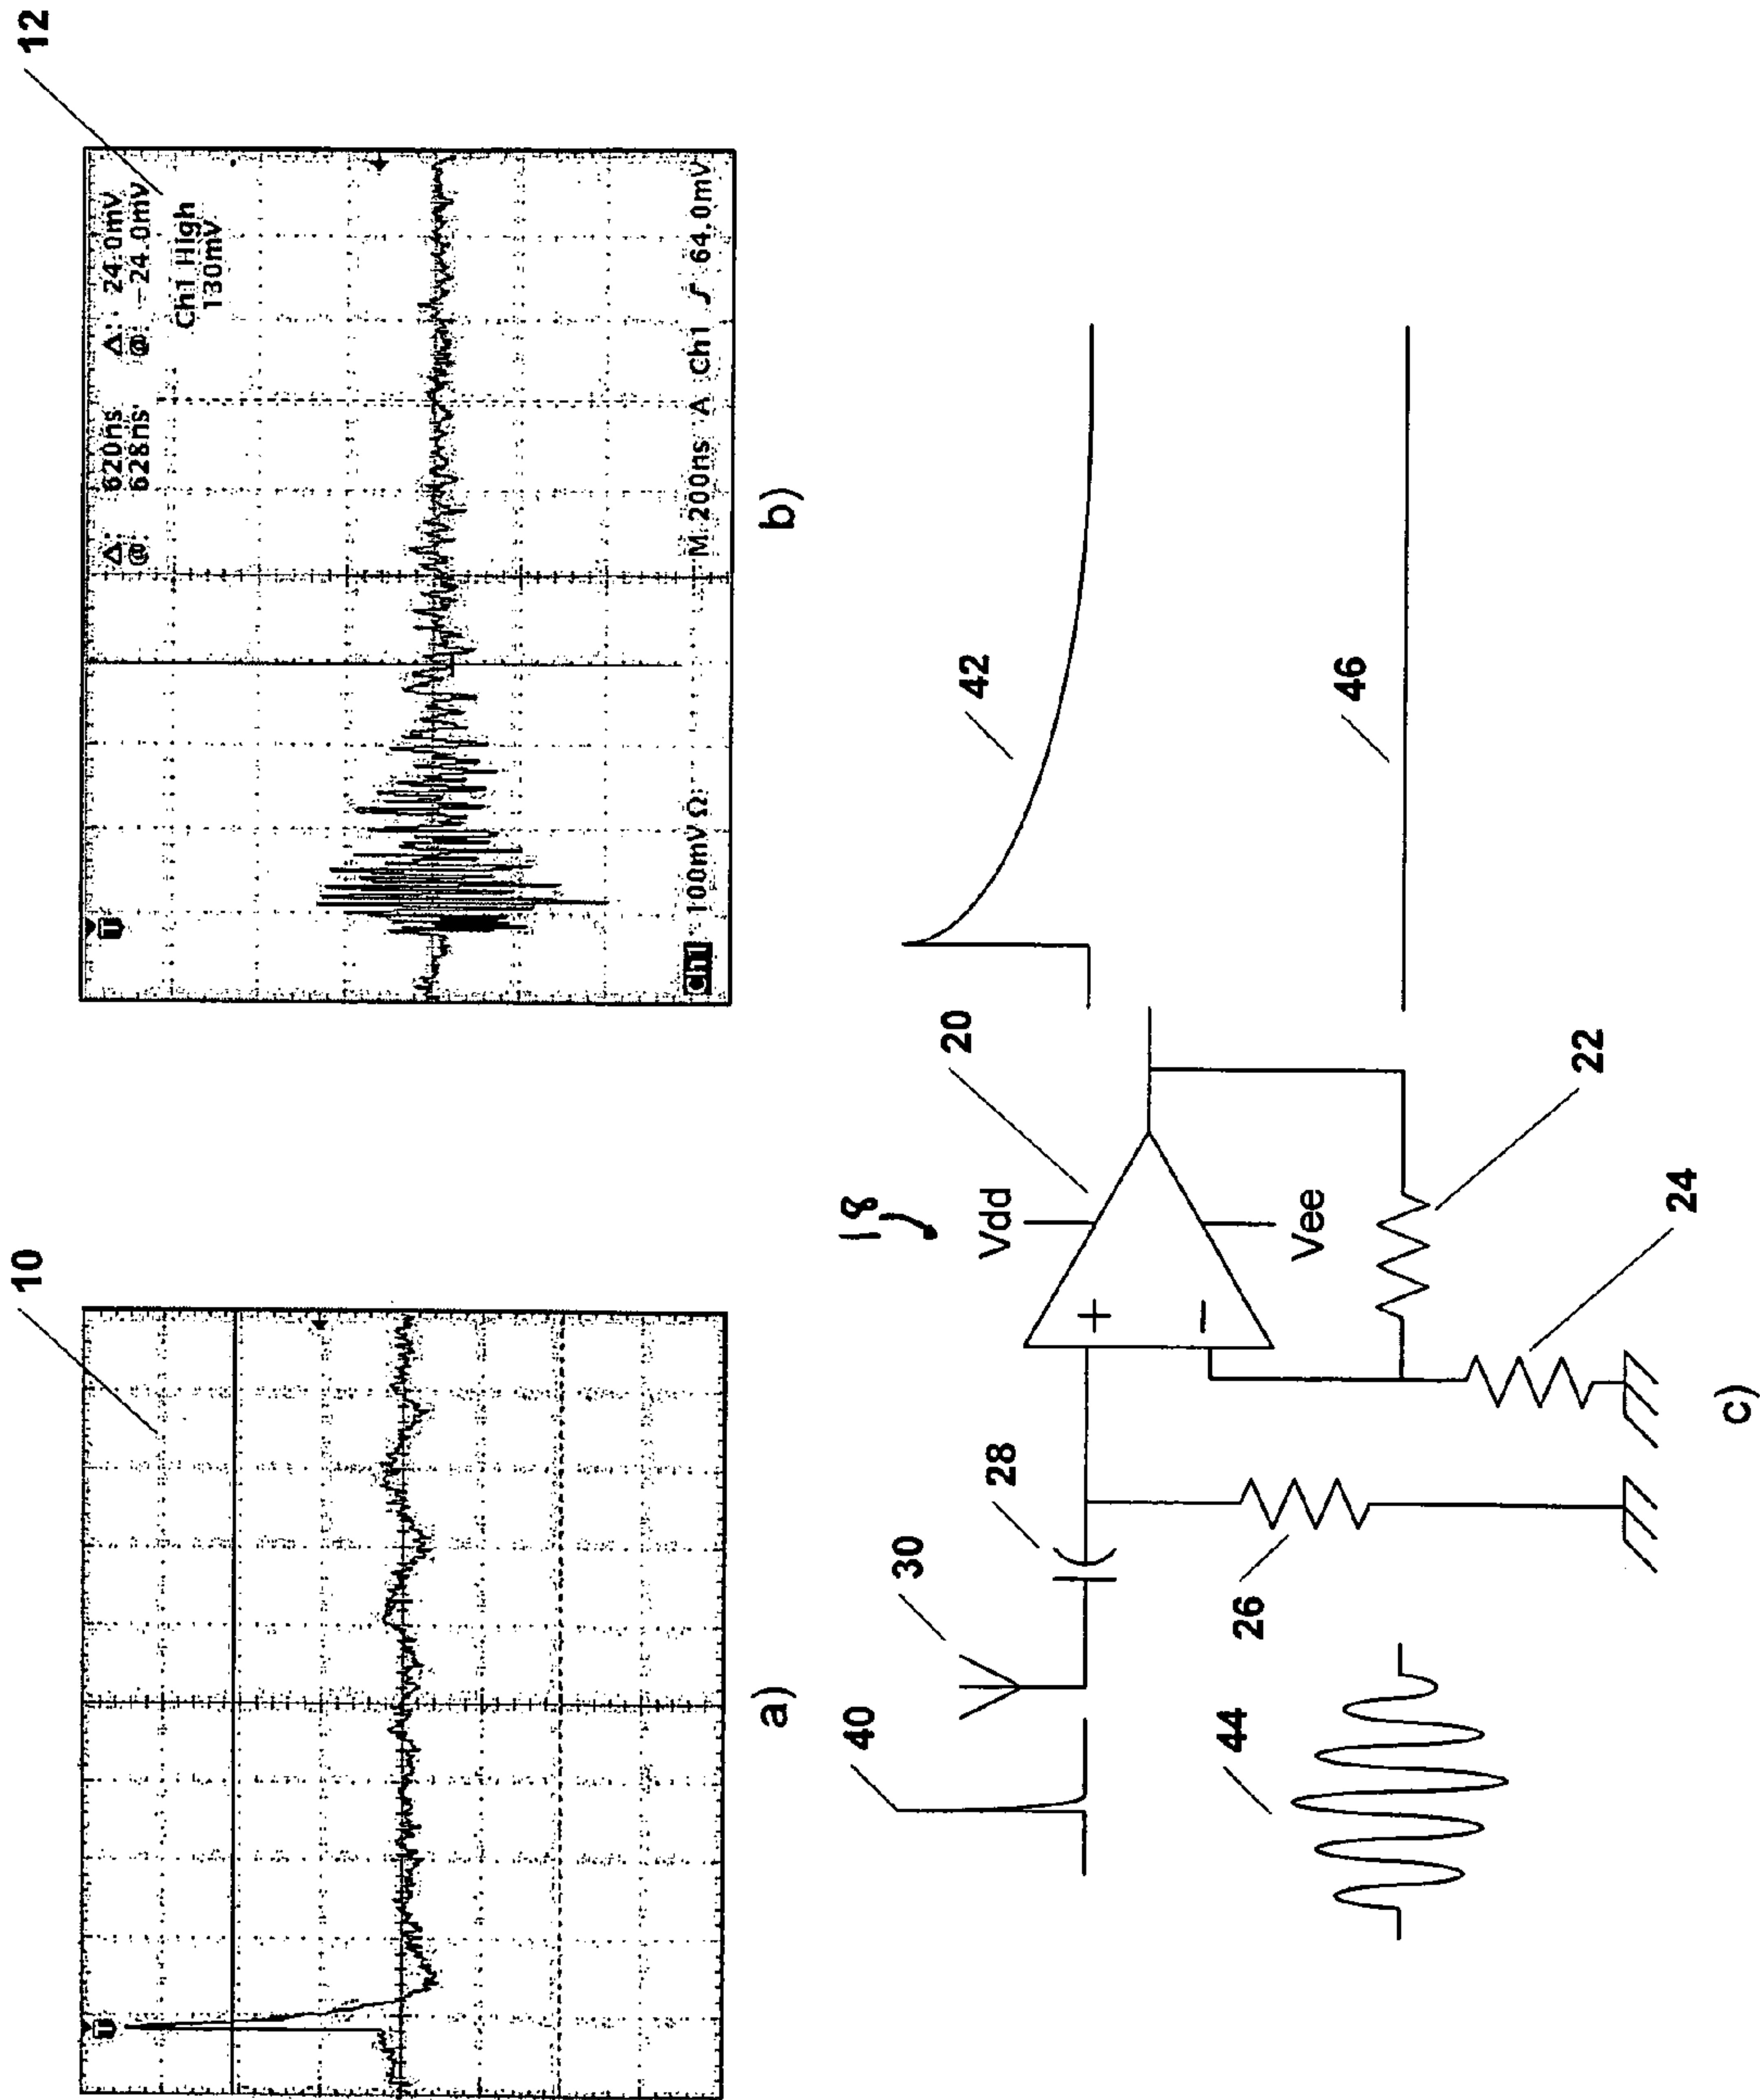 10
12
T
T
Δ: 620ns Δ: 24.0mV
@: 628ns @: -24.0mV
Ch1 High
130mV
Ch1 100mV Ω M 200ns A Ch1 ƒ 64.0mV
a)
b)
40
30
28
18
20
42
Vdd
+
−
Vee
44
26
24
22
46
c)